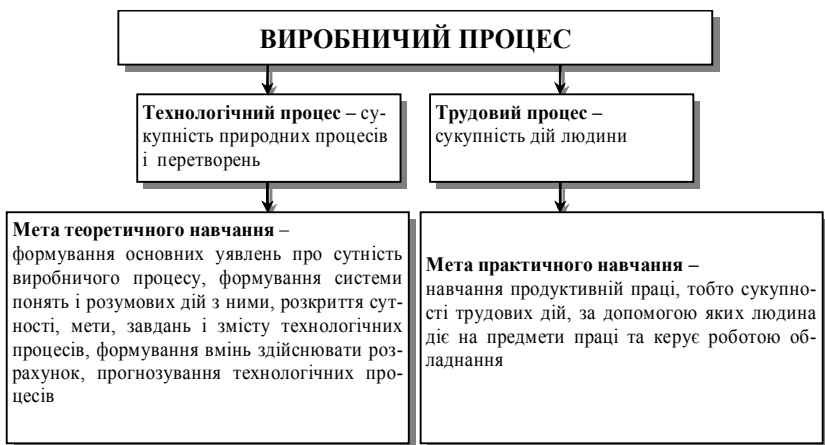 ВИРОБНИЧИЙ ПРОЦЕС
Технологічний процес – су-
купність природних процесів
і перетворень
Трудовий процес –
сукупність дій людини
Мета теоретичного навчання –
формування основних уявлень про сутність
виробничого процесу, формування системи
понять і розумових дій з ними, розкриття сут-
ності, мети, завдань і змісту технологічних
процесів, формування вмінь здійснювати роз-
рахунок, прогнозування технологічних про-
цесів
Мета практичного навчання –
навчання продуктивній праці, тобто сукупно-
сті трудових дій, за допомогою яких людина
діє на предмети праці та керує роботою об-
ладнання